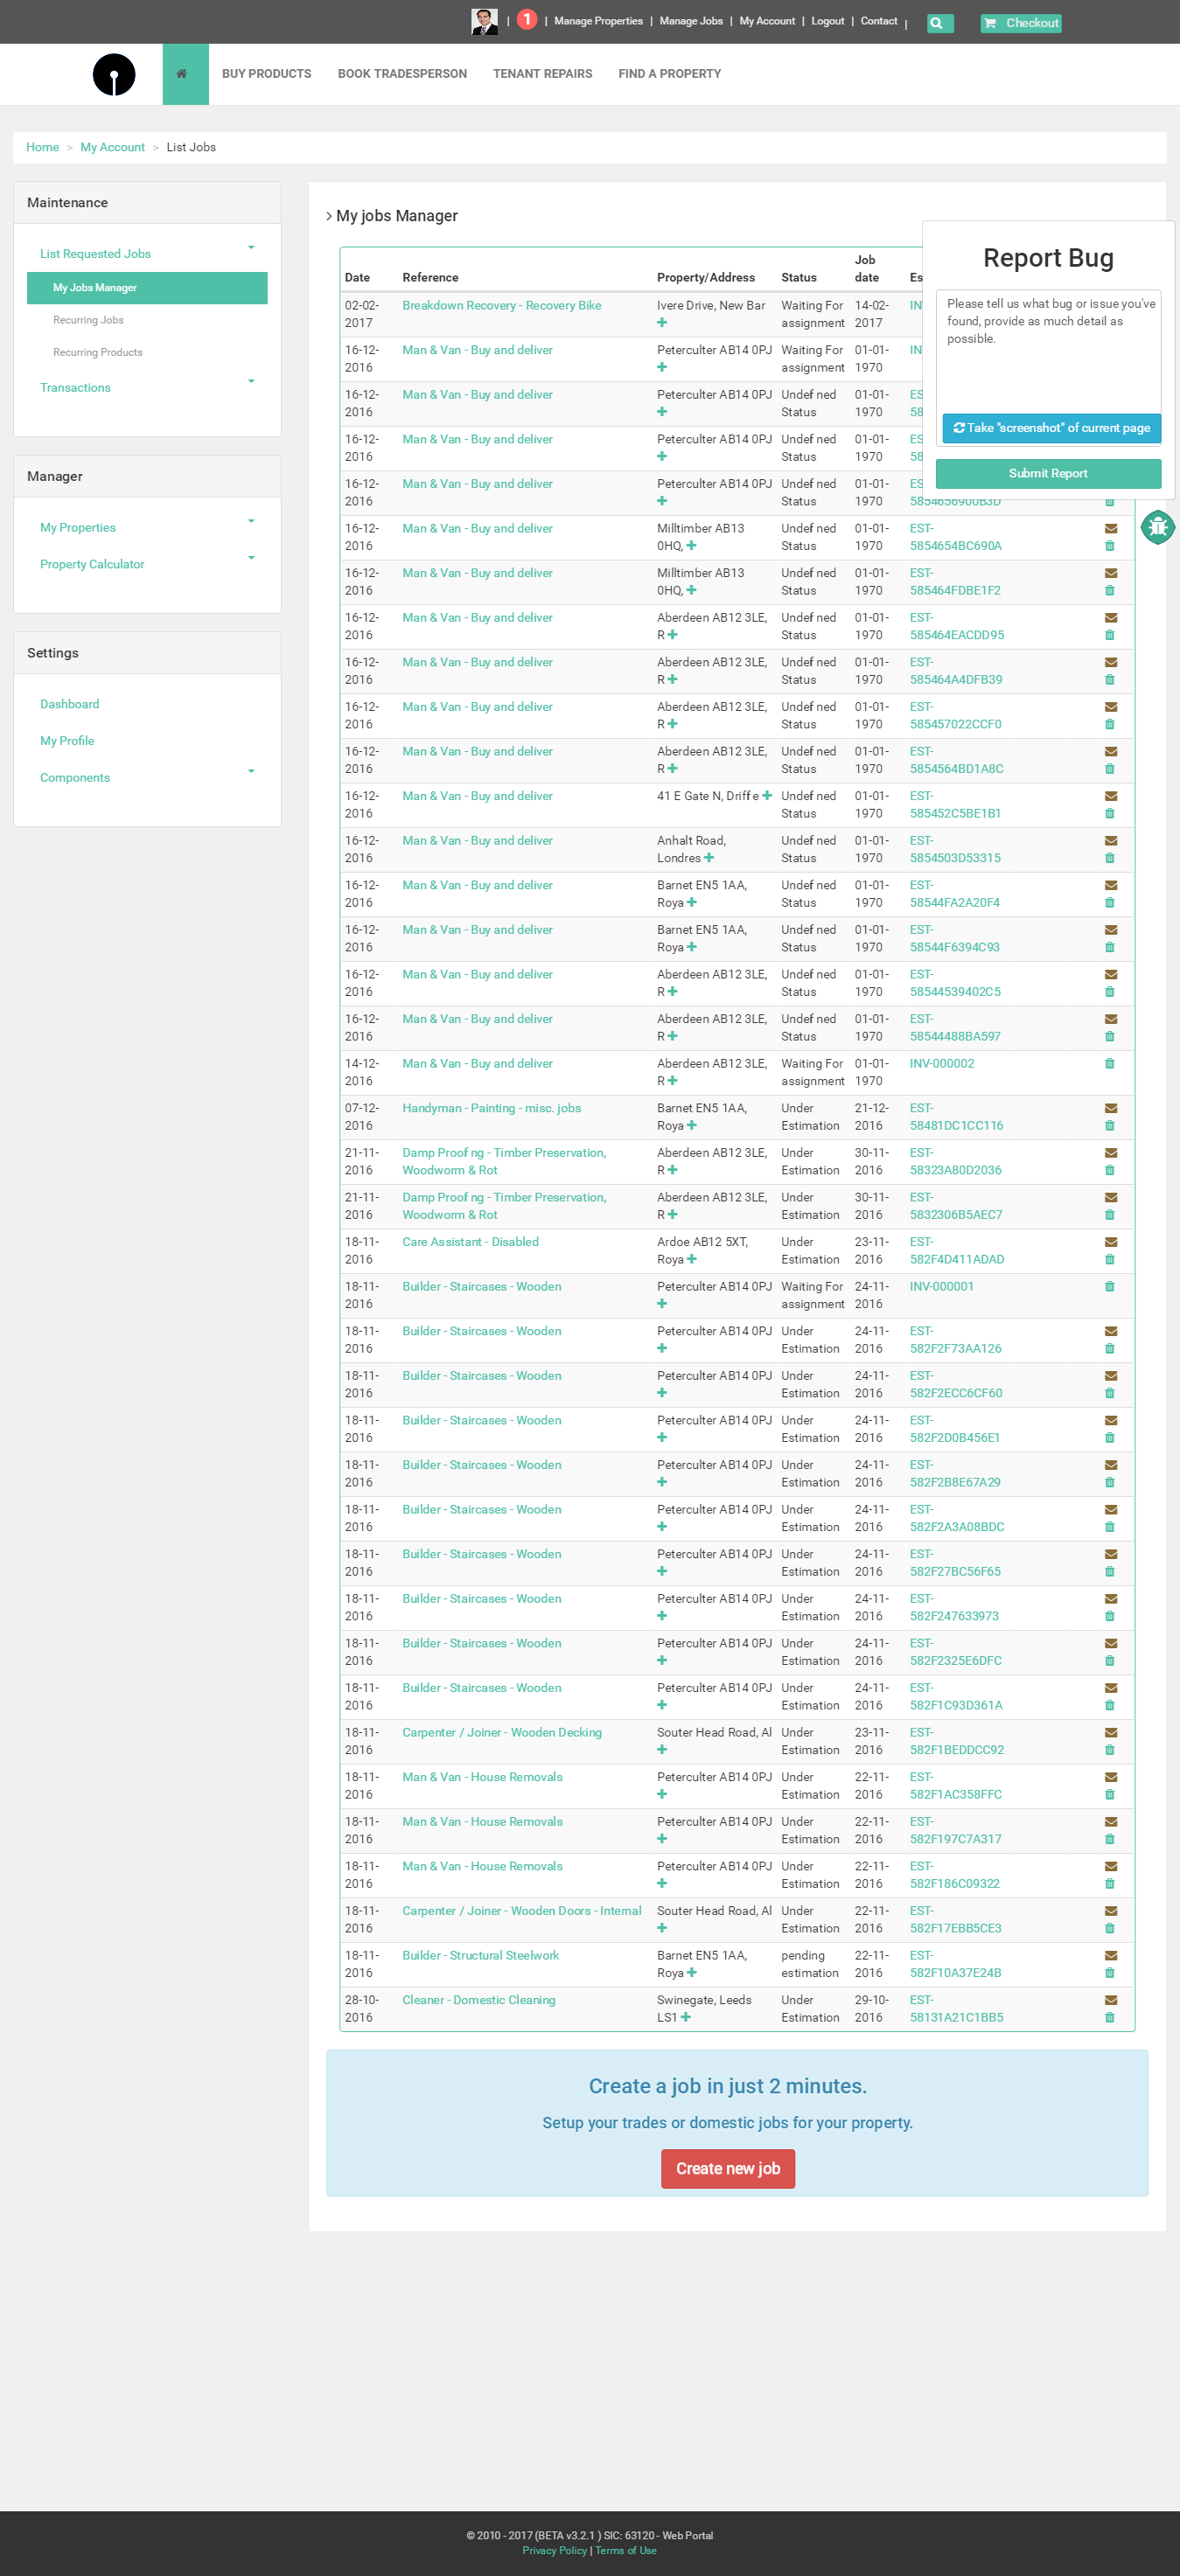 | 1 | Manage Properties | Manage Jobs | My Account | Logout | Contact | Checkout
BUY PRODUCTS BOOK TRADESPERSON TENANT REPAIRS FIND A PROPERTY
Home > My Account > List Jobs
Maintenance
List Requested Jobs
My Jobs Manager
Recurring Jobs
Recurring Products
Transactions
Manager
My Properties
Property Calculator
Settings
Dashboard
My Profile
Components
My jobs Manager
Job
Date Reference Property/Address Status date Es
02-02- Breakdown Recovery - Recovery Bike Ivere Drive, New Bar Waiting For 14-02- IN
2017 assignment 2017
16-12- Man & Van - Buy and deliver Peterculter AB14 0PJ Waiting For 01-01- IN
2016 assignment 1970
16-12- Man & Van - Buy and deliver Peterculter AB14 0PJ Undef ned 01-01- ES
2016 Status 1970 58
16-12- Man & Van - Buy and deliver Peterculter AB14 0PJ Undef ned 01-01- ES
2016 Status 1970 58
16-12- Man & Van - Buy and deliver Peterculter AB14 0PJ Undef ned 01-01- ES
2016 Status 1970 5854656900B3D
16-12- Man & Van - Buy and deliver Milltimber AB13 Undef ned 01-01- EST-
2016 0HQ, Status 1970 5854654BC690A
16-12- Man & Van - Buy and deliver Milltimber AB13 Undef ned 01-01- EST-
2016 0HQ, Status 1970 585464FDBE1F2
16-12- Man & Van - Buy and deliver Aberdeen AB12 3LE, Undef ned 01-01- EST-
2016 R Status 1970 585464EACDD95
16-12- Man & Van - Buy and deliver Aberdeen AB12 3LE, Undef ned 01-01- EST-
2016 R Status 1970 585464A4DFB39
16-12- Man & Van - Buy and deliver Aberdeen AB12 3LE, Undef ned 01-01- EST-
2016 R Status 1970 585457022CCF0
16-12- Man & Van - Buy and deliver Aberdeen AB12 3LE, Undef ned 01-01- EST-
2016 R Status 1970 5854564BD1A8C
16-12- Man & Van - Buy and deliver 41 E Gate N, Driff e Undef ned 01-01- EST-
2016 Status 1970 585452C5BE1B1
16-12- Man & Van - Buy and deliver Anhalt Road, Undef ned 01-01- EST-
2016 Londres Status 1970 5854503D53315
16-12- Man & Van - Buy and deliver Barnet EN5 1AA, Undef ned 01-01- EST-
2016 Roya Status 1970 58544FA2A20F4
16-12- Man & Van - Buy and deliver Barnet EN5 1AA, Undef ned 01-01- EST-
2016 Roya Status 1970 58544F6394C93
16-12- Man & Van - Buy and deliver Aberdeen AB12 3LE, Undef ned 01-01- EST-
2016 R Status 1970 58544539402C5
16-12- Man & Van - Buy and deliver Aberdeen AB12 3LE, Undef ned 01-01- EST-
2016 R Status 1970 58544488BA597
14-12- Man & Van - Buy and deliver Aberdeen AB12 3LE, Waiting For 01-01- INV-000002
2016 R assignment 1970
07-12- Handyman - Painting - misc. jobs Barnet EN5 1AA, Under 21-12- EST-
2016 Roya Estimation 2016 58481DC1CC116
21-11- Damp Proof ng - Timber Preservation, Aberdeen AB12 3LE, Under 30-11- EST-
2016 Woodworm & Rot R Estimation 2016 58323A80D2036
21-11- Damp Proof ng - Timber Preservation, Aberdeen AB12 3LE, Under 30-11- EST-
2016 Woodworm & Rot R Estimation 2016 5832306B5AEC7
18-11- Care Assistant - Disabled Ardoe AB12 5XT, Under 23-11- EST-
2016 Roya Estimation 2016 582F4D411ADAD
18-11- Builder - Staircases - Wooden Peterculter AB14 0PJ Waiting For 24-11- INV-000001
2016 assignment 2016
18-11- Builder - Staircases - Wooden Peterculter AB14 0PJ Under 24-11- EST-
2016 Estimation 2016 582F2F73AA126
18-11- Builder - Staircases - Wooden Peterculter AB14 0PJ Under 24-11- EST-
2016 Estimation 2016 582F2ECC6CF60
18-11- Builder - Staircases - Wooden Peterculter AB14 0PJ Under 24-11- EST-
2016 Estimation 2016 582F2D0B456E1
18-11- Builder - Staircases - Wooden Peterculter AB14 0PJ Under 24-11- EST-
2016 Estimation 2016 582F2B8E67A29
18-11- Builder - Staircases - Wooden Peterculter AB14 0PJ Under 24-11- EST-
2016 Estimation 2016 582F2A3A08BDC
18-11- Builder - Staircases - Wooden Peterculter AB14 0PJ Under 24-11- EST-
2016 Estimation 2016 582F27BC56F65
18-11- Builder - Staircases - Wooden Peterculter AB14 0PJ Under 24-11- EST-
2016 Estimation 2016 582F247633973
18-11- Builder - Staircases - Wooden Peterculter AB14 0PJ Under 24-11- EST-
2016 Estimation 2016 582F2325E6DFC
18-11- Builder - Staircases - Wooden Peterculter AB14 0PJ Under 24-11- EST-
2016 Estimation 2016 582F1C93D361A
18-11- Carpenter / Joiner - Wooden Decking Souter Head Road, Al Under 23-11- EST-
2016 Estimation 2016 582F1BEDDCC92
18-11- Man & Van - House Removals Peterculter AB14 0PJ Under 22-11- EST-
2016 Estimation 2016 582F1AC358FFC
18-11- Man & Van - House Removals Peterculter AB14 0PJ Under 22-11- EST-
2016 Estimation 2016 582F197C7A317
18-11- Man & Van - House Removals Peterculter AB14 0PJ Under 22-11- EST-
2016 Estimation 2016 582F186C09322
18-11- Carpenter / Joiner - Wooden Doors - Internal Souter Head Road, Al Under 22-11- EST-
2016 Estimation 2016 582F17EBB5CE3
18-11- Builder - Structural Steelwork Barnet EN5 1AA, pending 22-11- EST-
2016 Roya estimation 2016 582F10A37E24B
28-10- Cleaner - Domestic Cleaning Swinegate, Leeds Under 29-10- EST-
2016 LS1 Estimation 2016 58131A21C1BB5
Report Bug
Please tell us what bug or issue you've
found, provide as much detail as
possible.
Take "screenshot" of current page
Submit Report
Create a job in just 2 minutes.
Setup your trades or domestic jobs for your property.
Create new job
© 2010 - 2017 (BETA v3.2.1 ) SIC: 63120 - Web Portal
Privacy Policy | Terms of Use